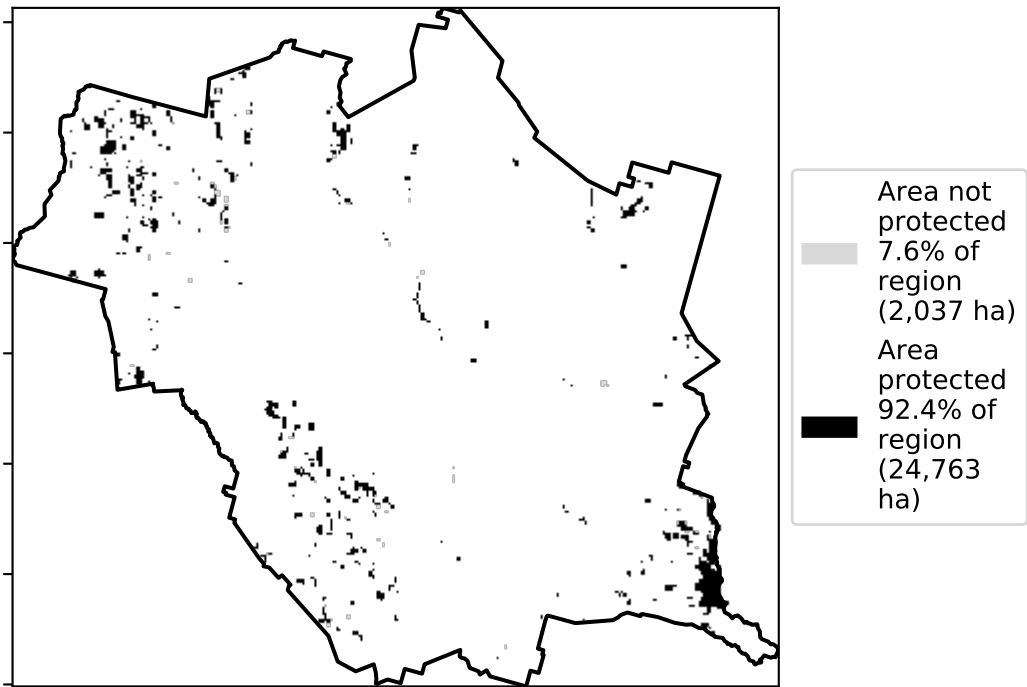 Area not
protected
7.6% of
region
(2,037 ha)
Area
protected
92.4% of
region
(24,763
ha)